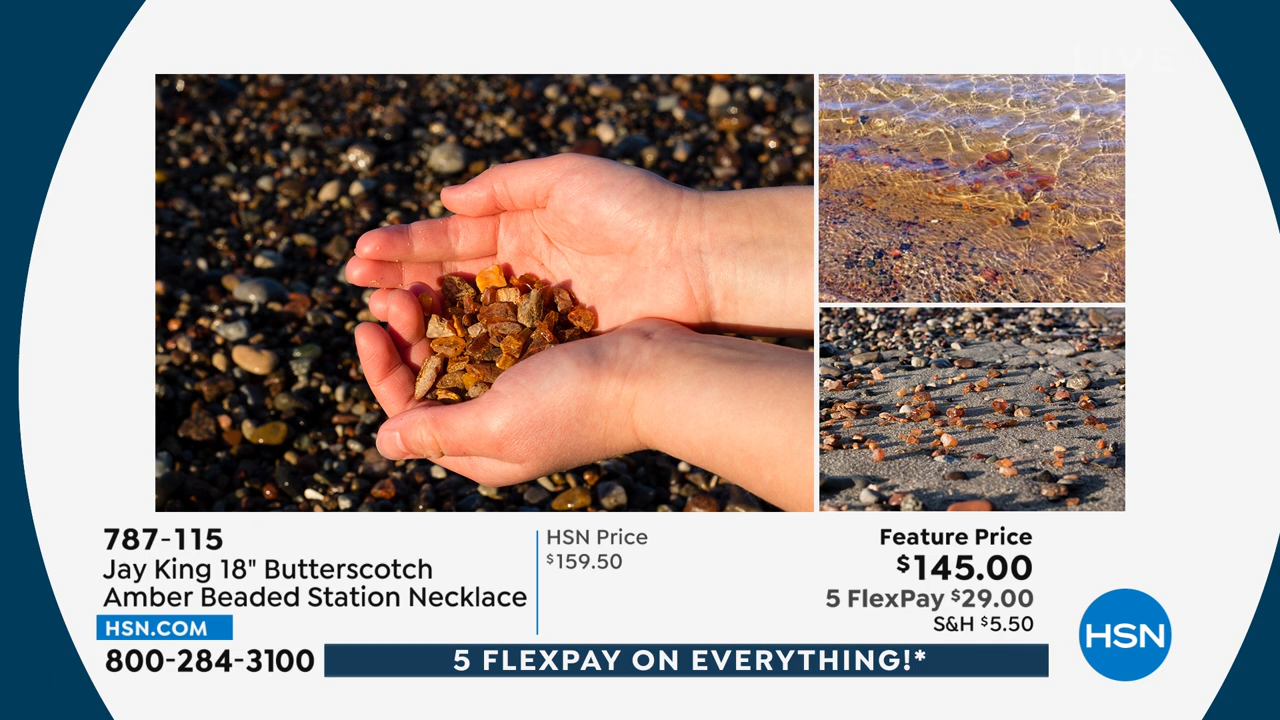 LIVE
787-115
Jay King 18" Butterscotch
Amber Beaded Station Necklace
HSN.COM
800-284-3100
HSN Price
$159.50
Feature Price
$145.00
5 FlexPay $29.00
S&H $5.50
5 FLEXPAY ON EVERYTHING!*
HSN